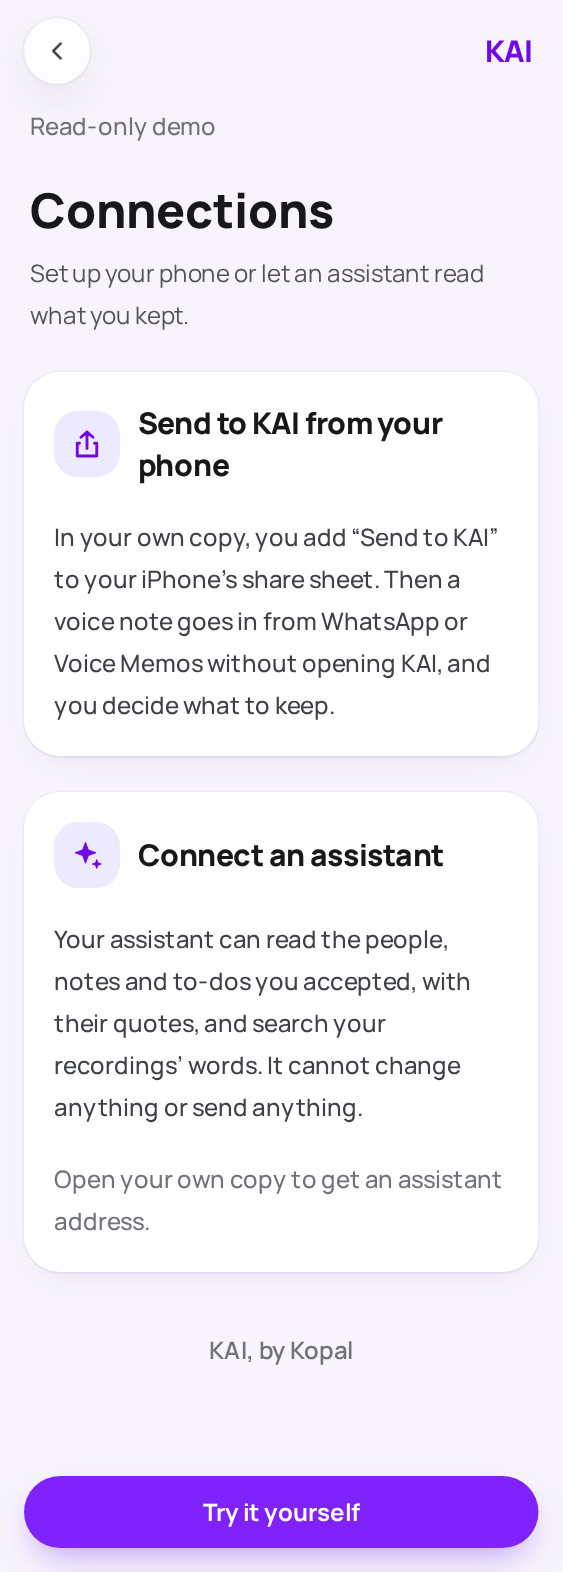 KAI
Read-only demo
Connections
Set up your phone or let an assistant read
what you kept.
Send to KAI from your
phone
In your own copy, you add “Send to KAI”
to your iPhone’s share sheet. Then a
voice note goes in from WhatsApp or
Voice Memos without opening KAI, and
you decide what to keep.
Connect an assistant
Your assistant can read the people,
notes and to-dos you accepted, with
their quotes, and search your
recordings’ words. It cannot change
anything or send anything.
Open your own copy to get an assistant
address.
KAI, by Kopal
Try it yourself